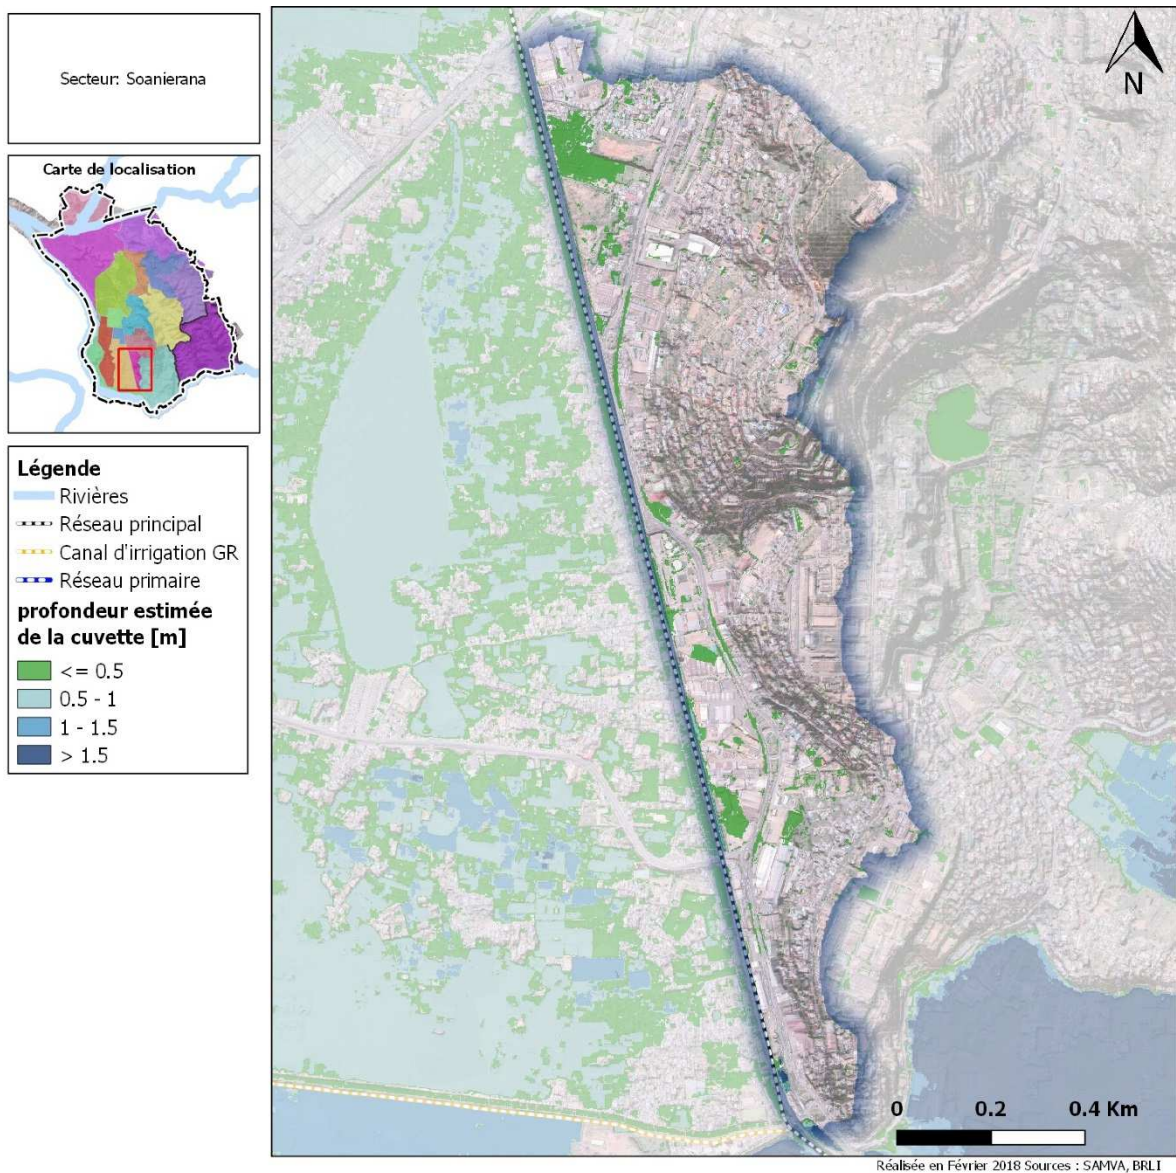 Secteur: Soanierana
Carte de localisation
Légende
Rivières
Réseau principal
Canal d'irrigation GR
Réseau primaire
profondeur estimée
de la cuvette [m]
<= 0.5
0.5 - 1
1 - 1.5
> 1.5
N
0 0.2 0.4 Km
Réalisée en Février 2018 Sources : SAMVA, BRLI